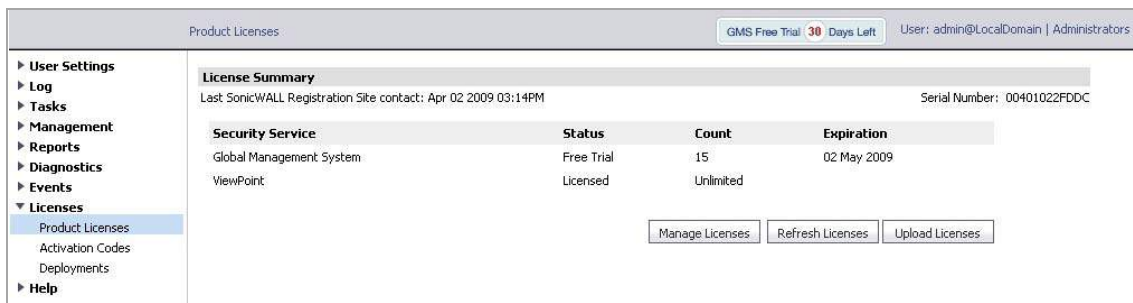 Product Licenses
GMS Free Trial 30 Days Left
User: admin@LocalDomain | Administrators
User Settings
Log
Tasks
Management
Reports
Diagnostics
Events
Licenses
Product Licenses
Activation Codes
Deployments
Help
License Summary
Last SonicWALL Registration Site contact: Apr 02 2009 03:14PM Serial Number: 00401022FDDC
Security Service Status Count Expiration
Global Management System Free Trial 15 02 May 2009
ViewPoint Licensed Unlimited
Manage Licenses Refresh Licenses Upload Licenses